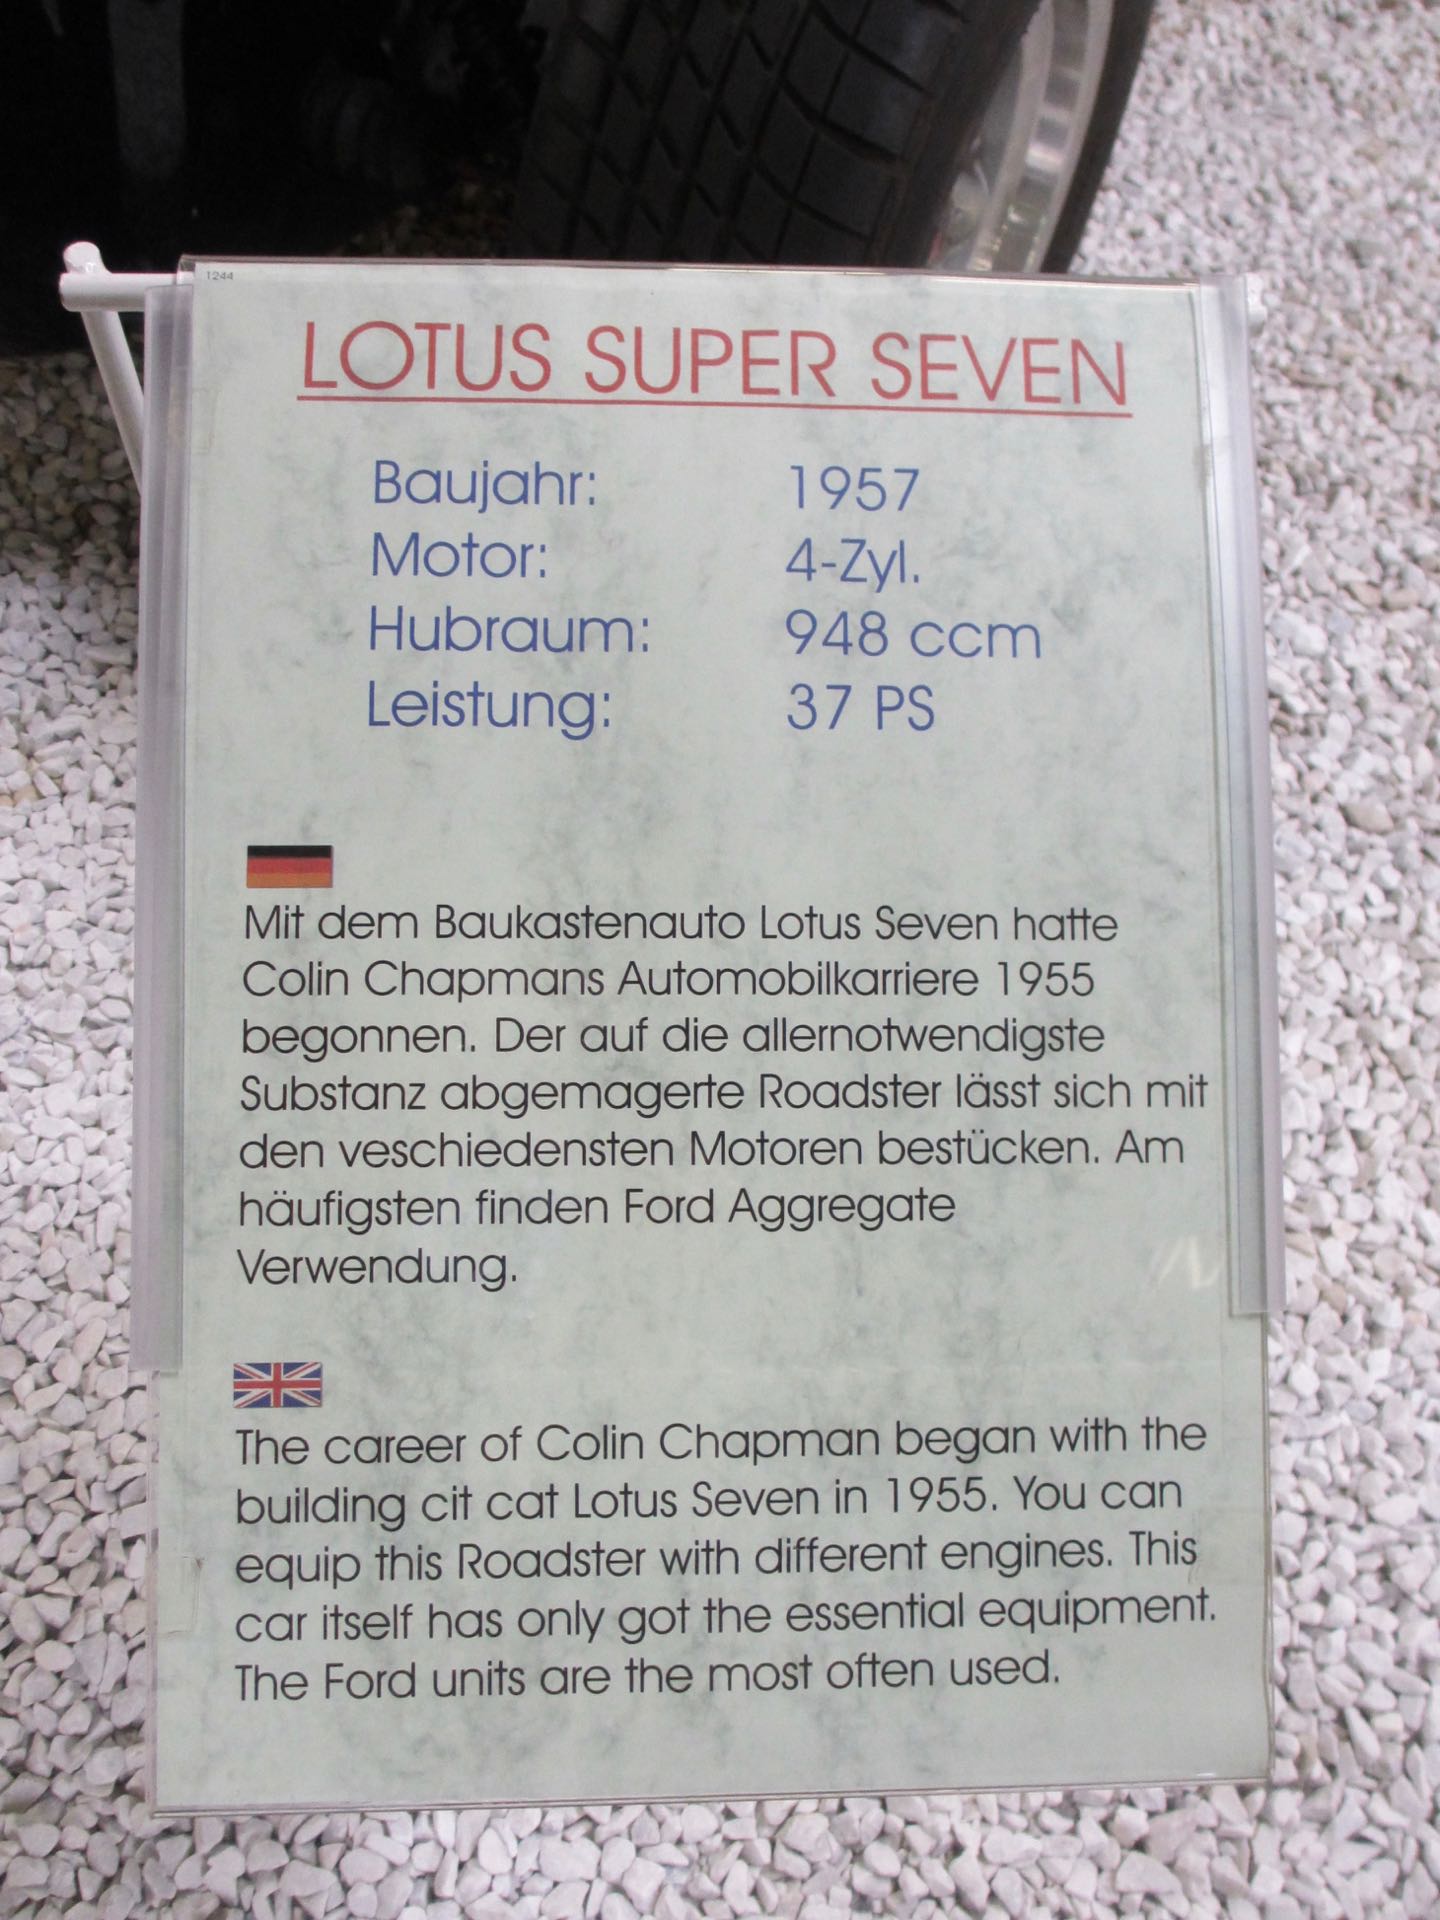 1244
LOTUS SUPER SEVEN
Baujahr: 1957
Motor: 4-Zyl.
Hubraum: 948 ccm
Leistung: 37 PS
Mit dem Baukastenauto Lotus Seven hatte
Colin Chapmans Automobilkarriere 1955
begonnen. Der auf die allernotwendigste
Substanz abgemagerte Roadster lässt sich mit
den veschiedensten Motoren bestücken. Am
häufigsten finden Ford Aggregate
Verwendung.
The career of Colin Chapman began with the
building cit cat Lotus Seven in 1955. You can
equip this Roadster with different engines. This
car itself has only got the essential equipment.
The Ford units are the most often used.